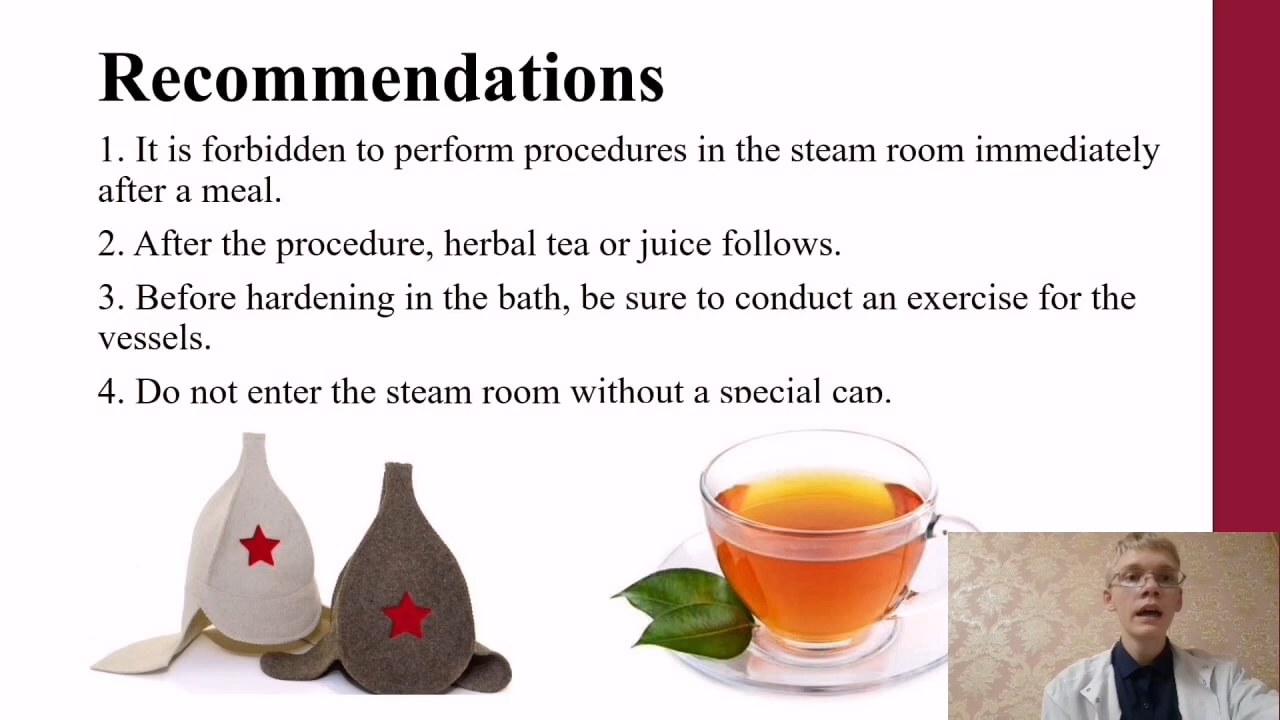 Recommendations
1. It is forbidden to perform procedures in the steam room immediately
after a meal.
2. After the procedure, herbal tea or juice follows.
3. Before hardening in the bath, be sure to conduct an exercise for the
vessels.
4. Do not enter the steam room without a special cap.